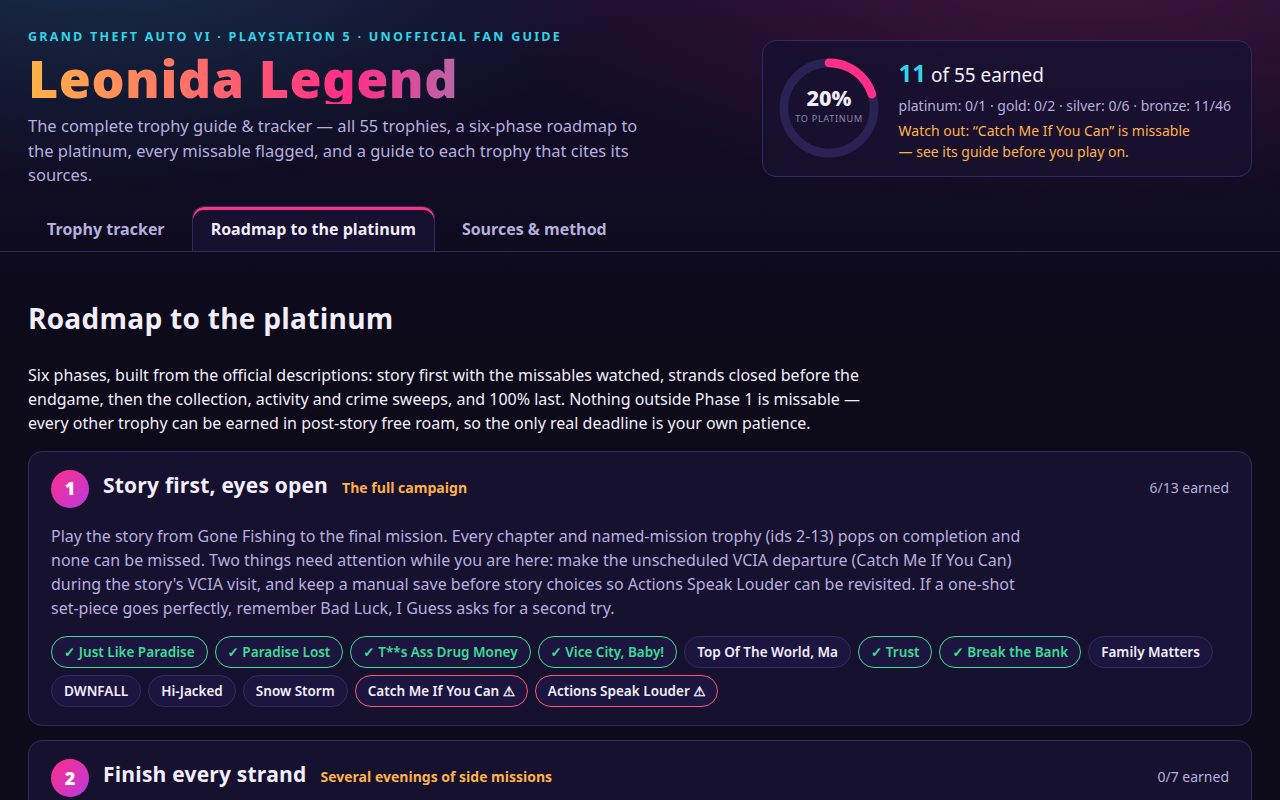 GRAND THEFT AUTO VI · PLAYSTATION 5 · UNOFFICIAL FAN GUIDE
Leonida Legend
The complete trophy guide & tracker — all 55 trophies, a six-phase roadmap to
the platinum, every missable flagged, and a guide to each trophy that cites its
sources.
20%
TO PLATINUM
11 of 55 earned
platinum: 0/1 · gold: 0/2 · silver: 0/6 · bronze: 11/46
Watch out: “Catch Me If You Can” is missable
— see its guide before you play on.
Trophy tracker
Roadmap to the platinum
Sources & method
Roadmap to the platinum
Six phases, built from the official descriptions: story first with the missables watched, strands closed before the
endgame, then the collection, activity and crime sweeps, and 100% last. Nothing outside Phase 1 is missable —
every other trophy can be earned in post-story free roam, so the only real deadline is your own patience.
1 Story first, eyes open The full campaign 6/13 earned
Play the story from Gone Fishing to the final mission. Every chapter and named-mission trophy (ids 2-13) pops on completion and
none can be missed. Two things need attention while you are here: make the unscheduled VCIA departure (Catch Me If You Can)
during the story's VCIA visit, and keep a manual save before story choices so Actions Speak Louder can be revisited. If a one-shot
set-piece goes perfectly, remember Bad Luck, I Guess asks for a second try.
✓ Just Like Paradise ✓ Paradise Lost ✓ T**s Ass Drug Money ✓ Vice City, Baby! Top Of The World, Ma ✓ Trust ✓ Break the Bank Family Matters
DWNFALL Hi-Jacked Snow Storm Catch Me If You Can ⚠ Actions Speak Louder ⚠
2 Finish every strand Several evenings of side missions 0/7 earned